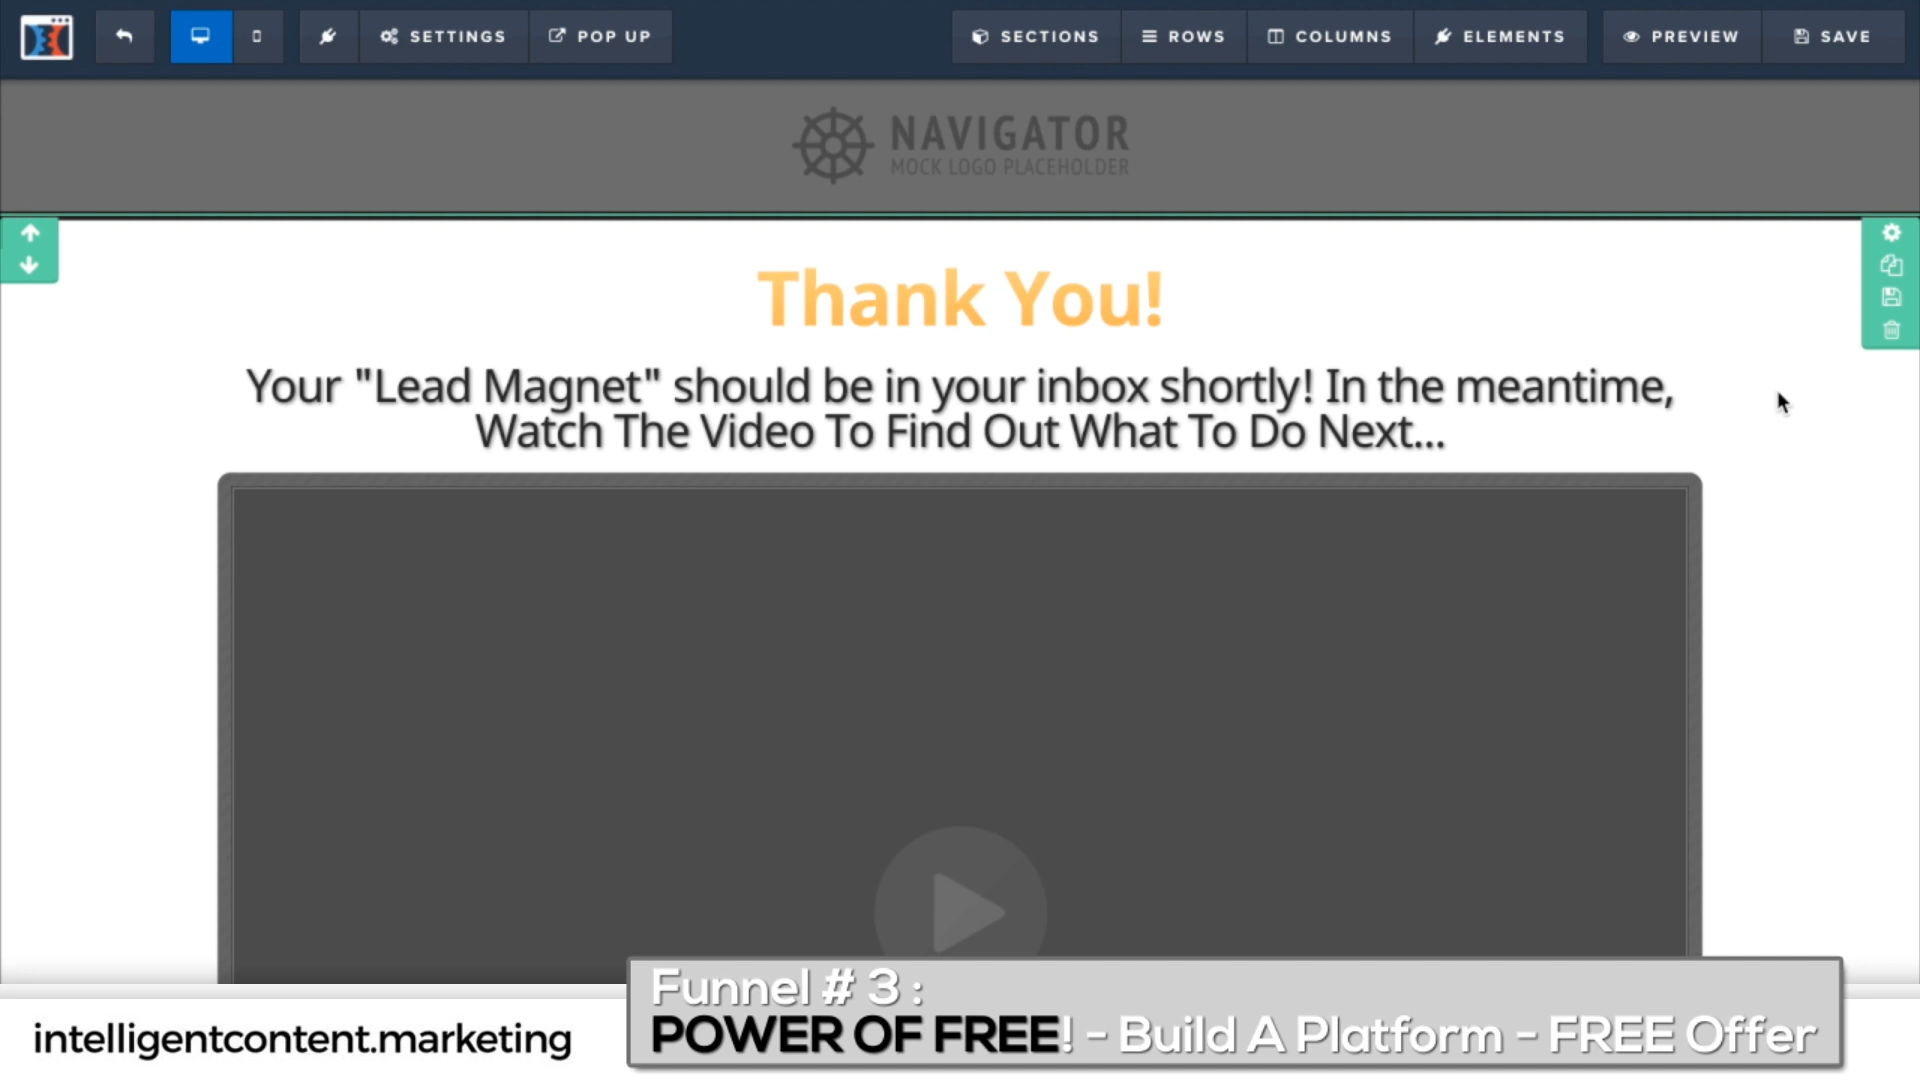 SETTINGS POP UP SECTIONS ROWS COLUMNS ELEMENTS PREVIEW SAVE
NAVIGATOR
MOCK LOGO PLACEHOLDER
Thank You!
Your "Lead Magnet" should be in your inbox shortly! In the meantime,
Watch The Video To Find Out What To Do Next...
Funnel # 3 :
POWER OF FREE! - Build A Platform - FREE Offer
intelligentcontent.marketing